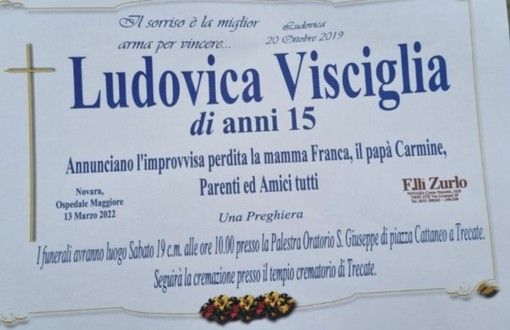 Il sorriso è la miglior
arma per vincere...
Ludovica
20 Ottobre 2019
LUDOVICA VISCIGLIA
di anni 15
Annunciano l'improvvisa perdita la mamma Franca, il papà Carmine,
Parenti ed Amici tutti
Novara,
Ospedale Maggiore
13 Marzo 2022
F.lli Zurlo
Una Preghiera
I funerali avranno luogo Sabato 19 c.m. alle ore 10.00 presso la Palestra Oratorio S. Giuseppe di piazza Cattaneo a Trecate.
Seguirà la cremazione presso il tempio crematorio di Trecate.